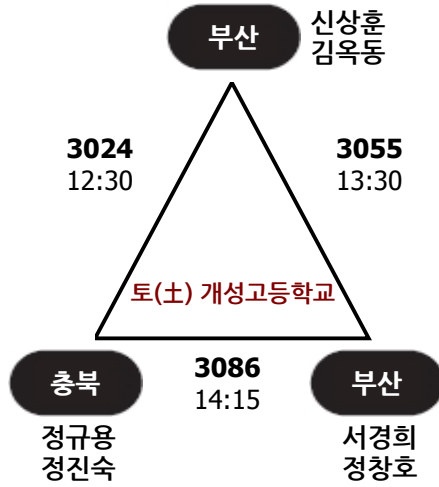 부산
신상훈
김옥동
3024
12:30
3055
13:30
토(土) 개성고등학교
충북
3086
14:15
부산
정규용
정진숙
서경희
정창호